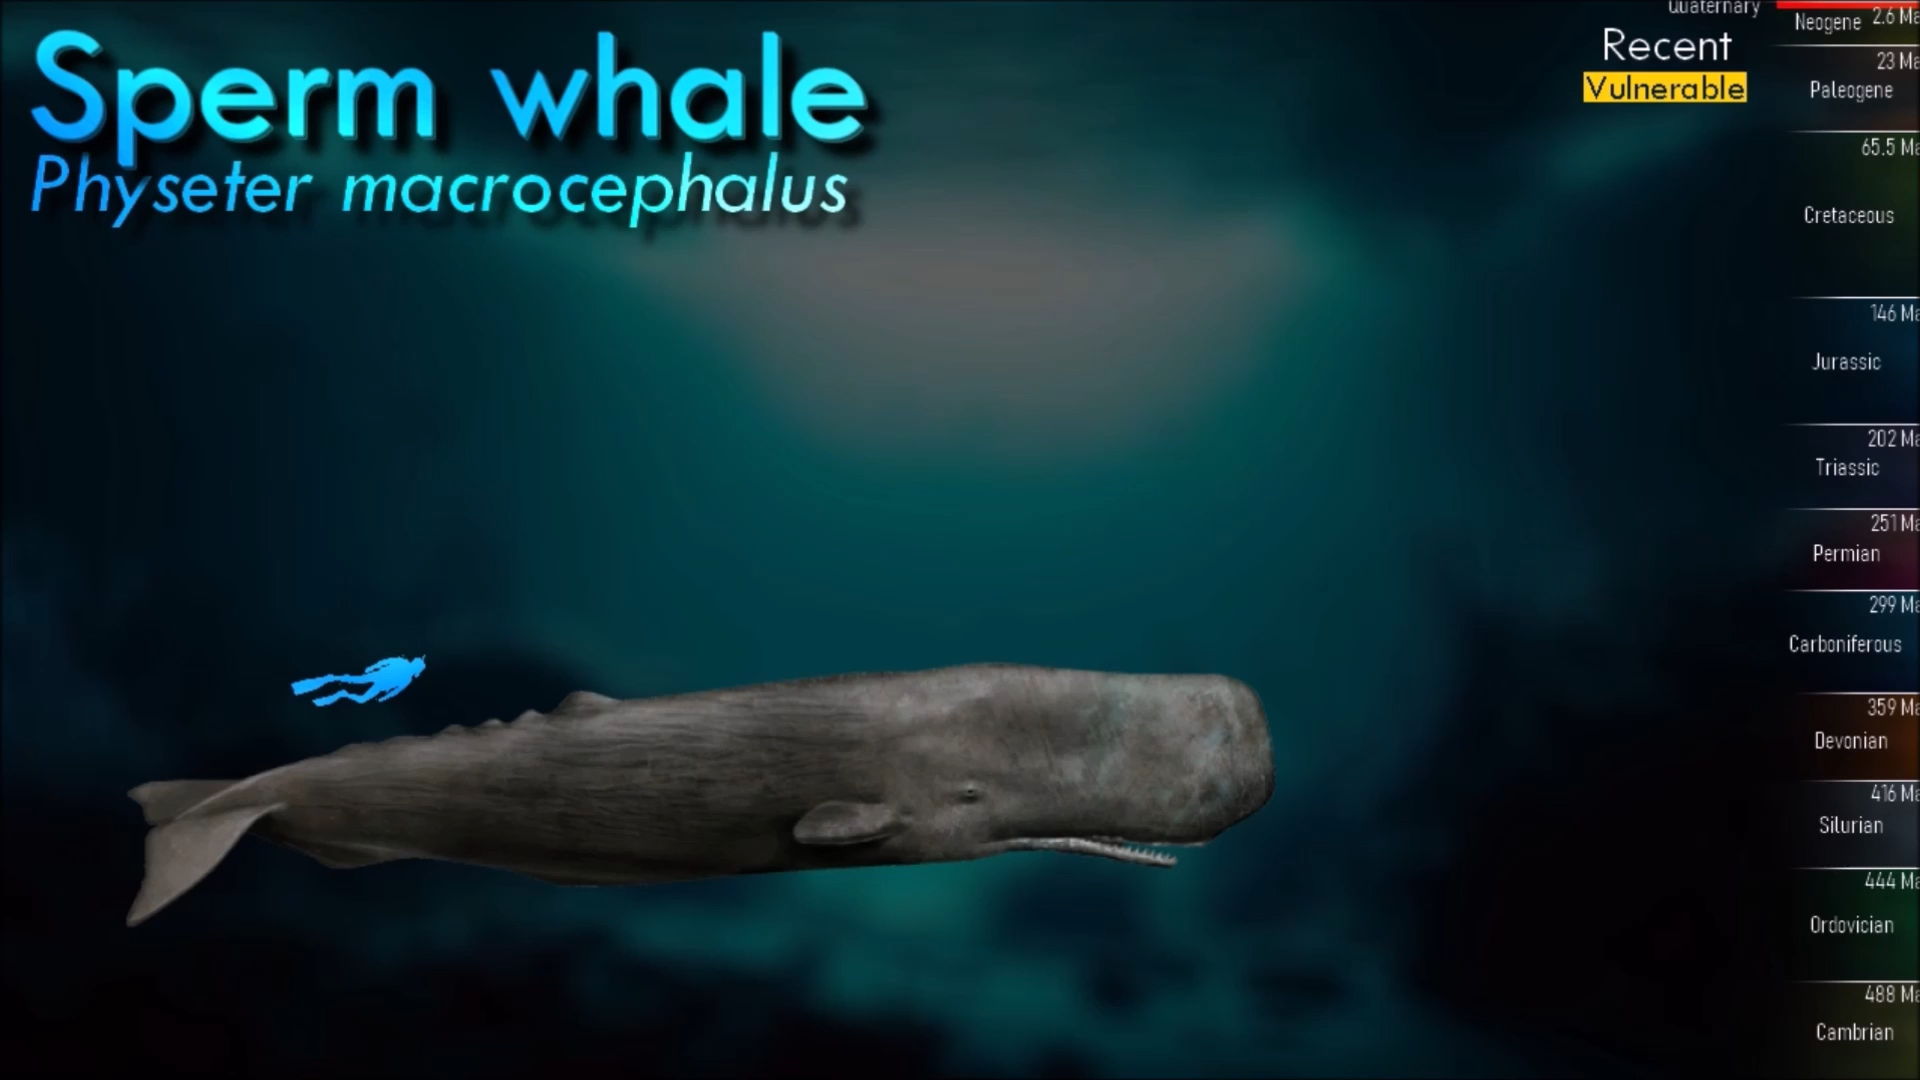 Sperm whale
Physeter macrocephalus
Recent
Vulnerable
Quaternary
2.6 Ma
Neogene
23 Ma
Paleogene
65.5 Ma
Cretaceous
146 Ma
Jurassic
202 Ma
Triassic
251 Ma
Permian
299 Ma
Carboniferous
359 Ma
Devonian
416 Ma
Silurian
444 Ma
Ordovician
488 Ma
Cambrian